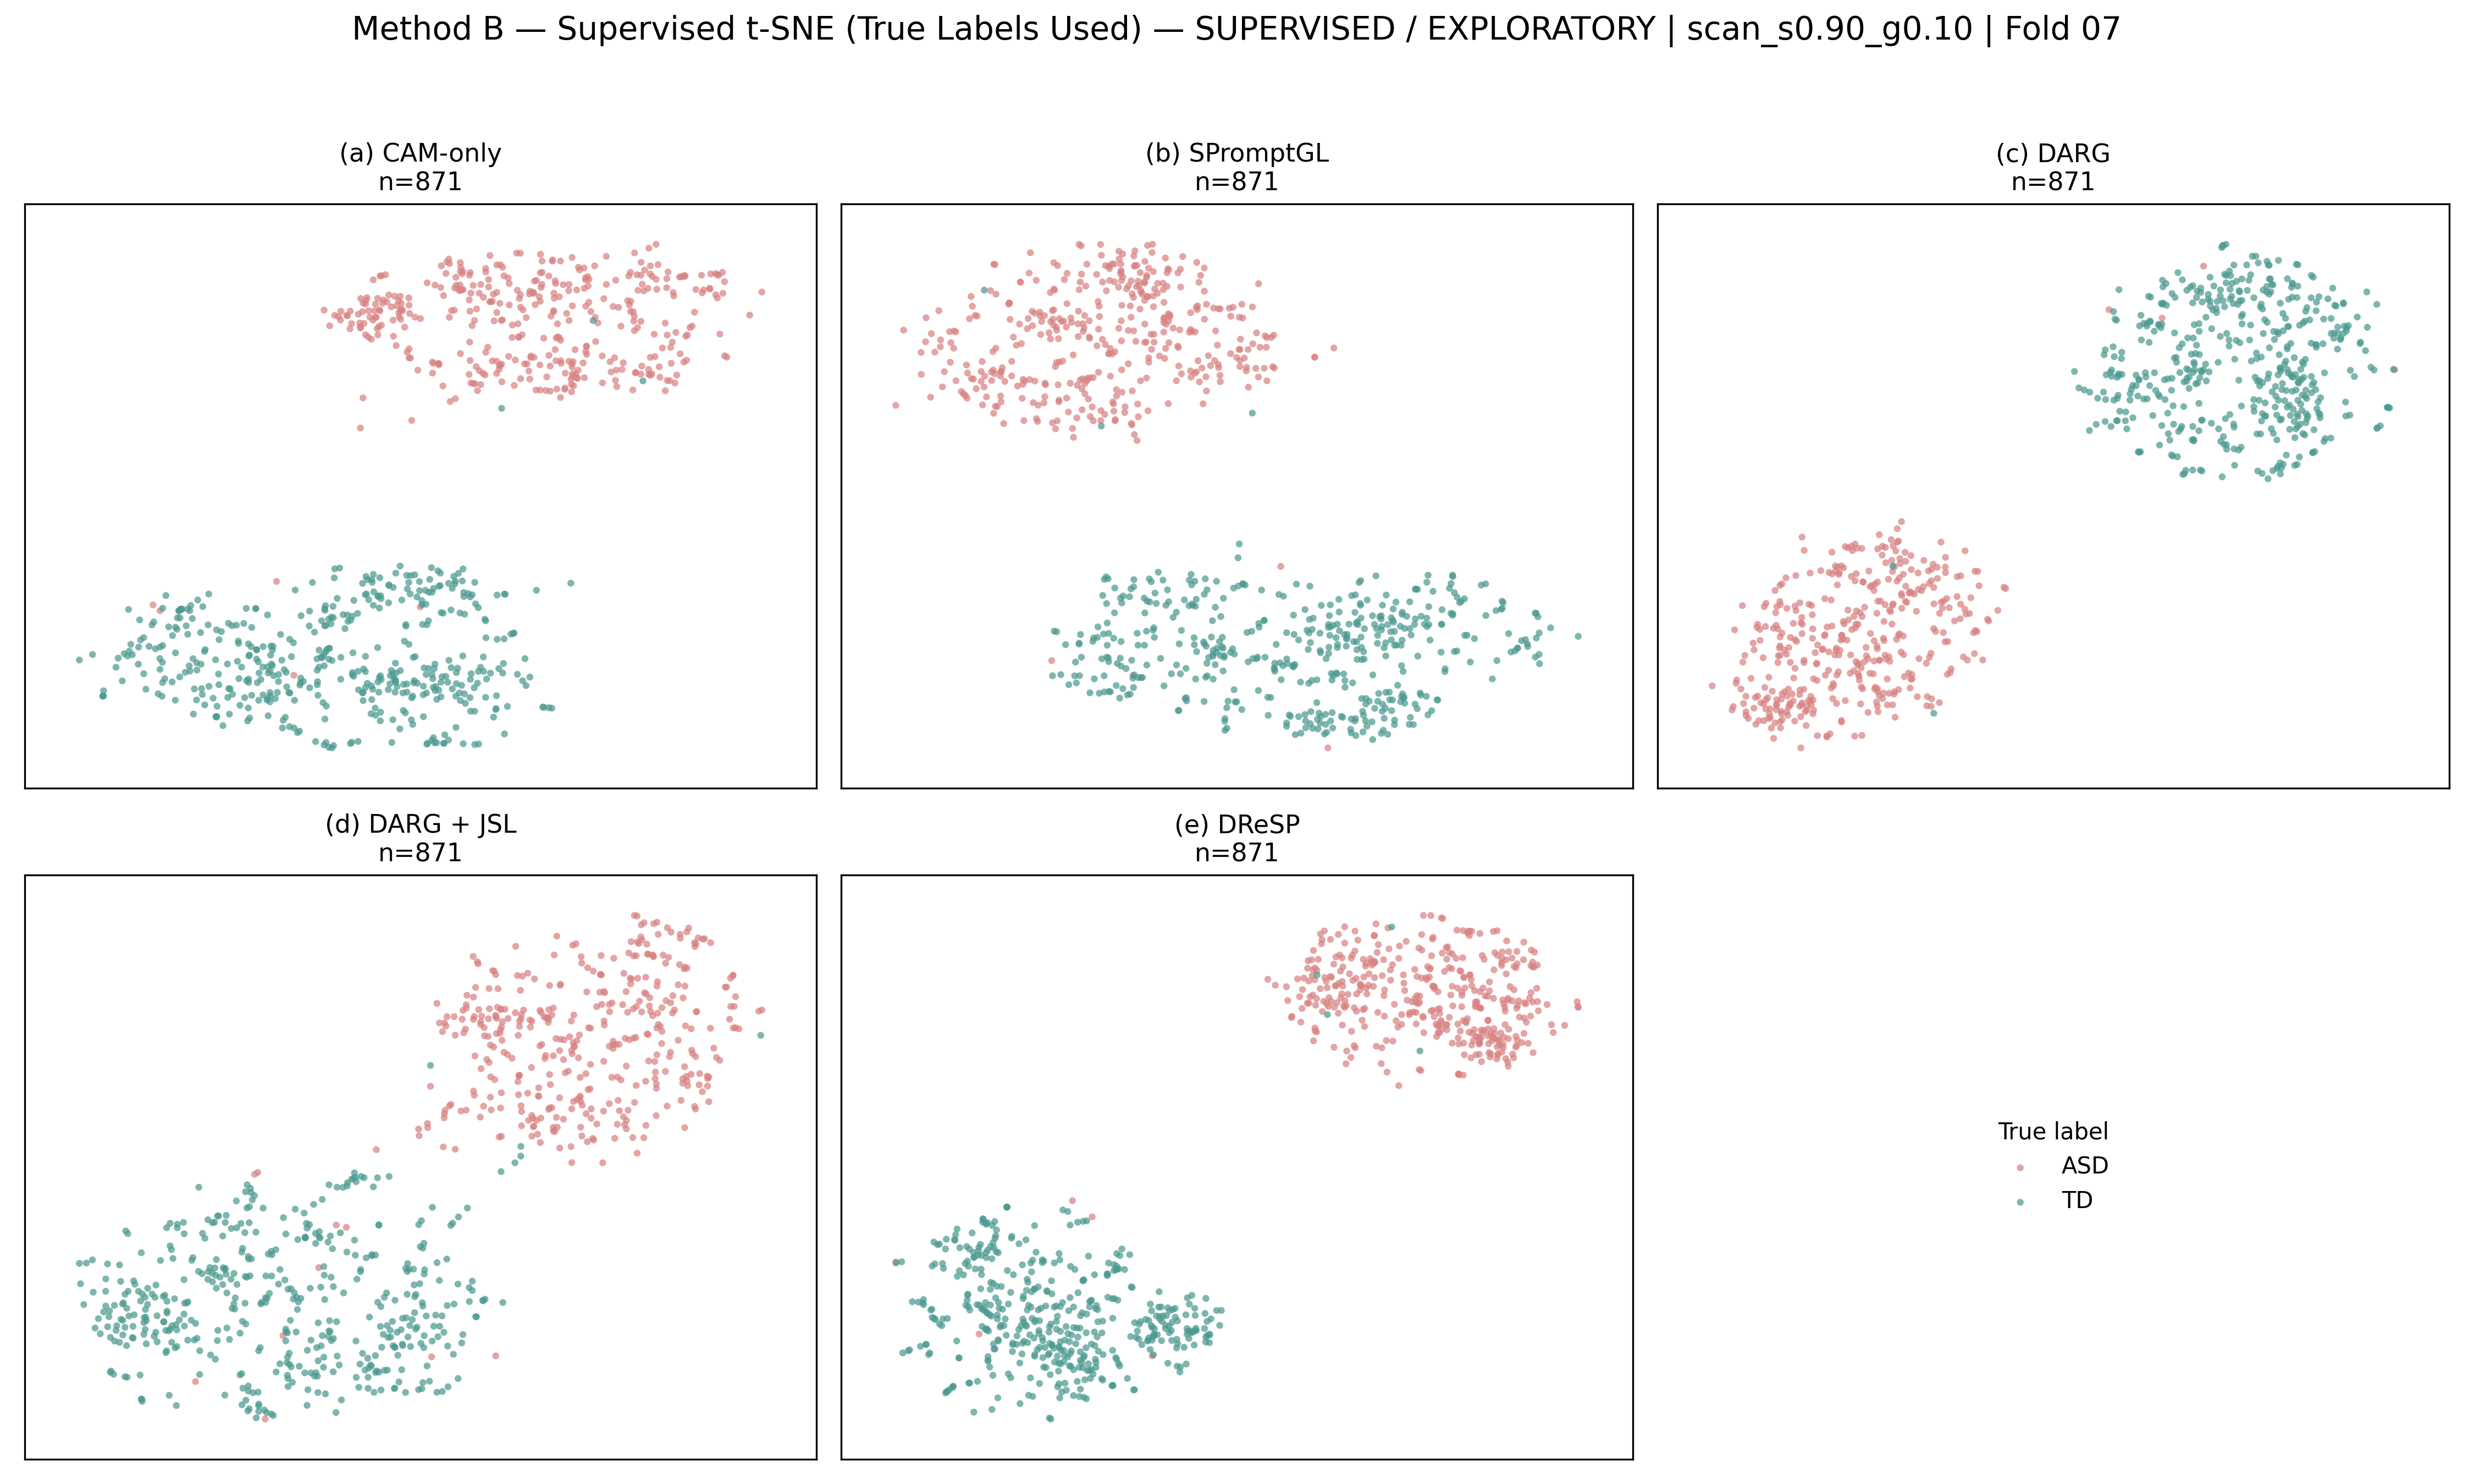 Method B — Supervised t-SNE (True Labels Used) — SUPERVISED / EXPLORATORY | scan_s0.90_g0.10 | Fold 07
(a) CAM-only
n=871
(b) SPromptGL
n=871
(c) DARG
n=871
(d) DARG + JSL
n=871
(e) DReSP
n=871
True label
ASD
TD